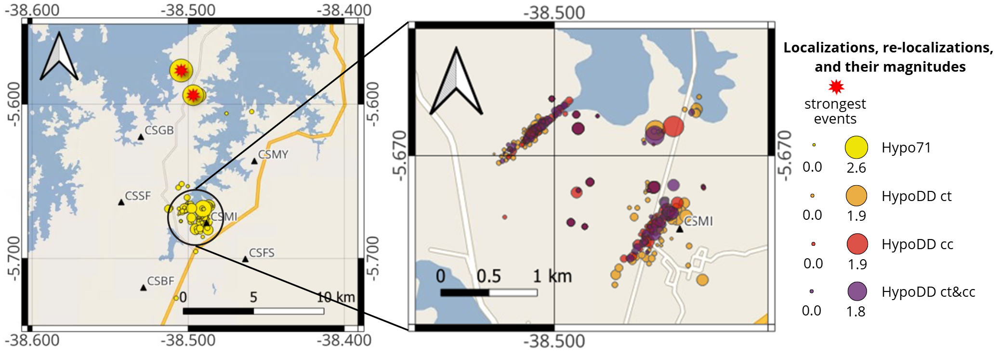 -38.600 -38.500 -38.400
-38.500
-5.600 -5.600
-5.700 -5.700
CSGB
CSMY
CSSF
CSMI
CSFS
CSBF
0 5 10 km
-38.600 -38.500 -38.400
-5.670 -5.670
CSMI
0 0.5 1 km
-38.500
Localizations, re-localizations,
and their magnitudes
strongest
events
Hypo71
0.0 2.6
HypoDD ct
0.0 1.9
HypoDD cc
0.0 1.9
HypoDD ct&cc
0.0 1.8